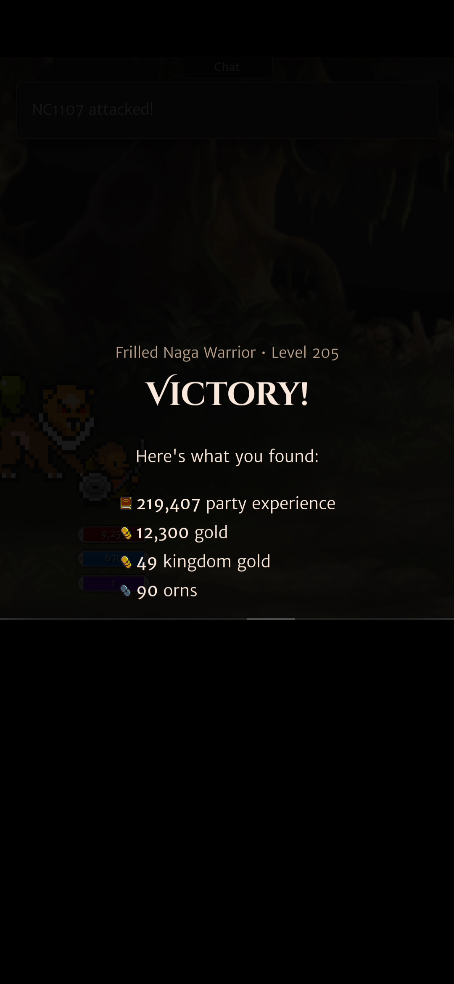 Chat
NC1107 attacked!
Frilled Naga Warrior • Level 205
VICTORY!
Here's what you found:
219,407 party experience
12,300 gold
49 kingdom gold
90 orns